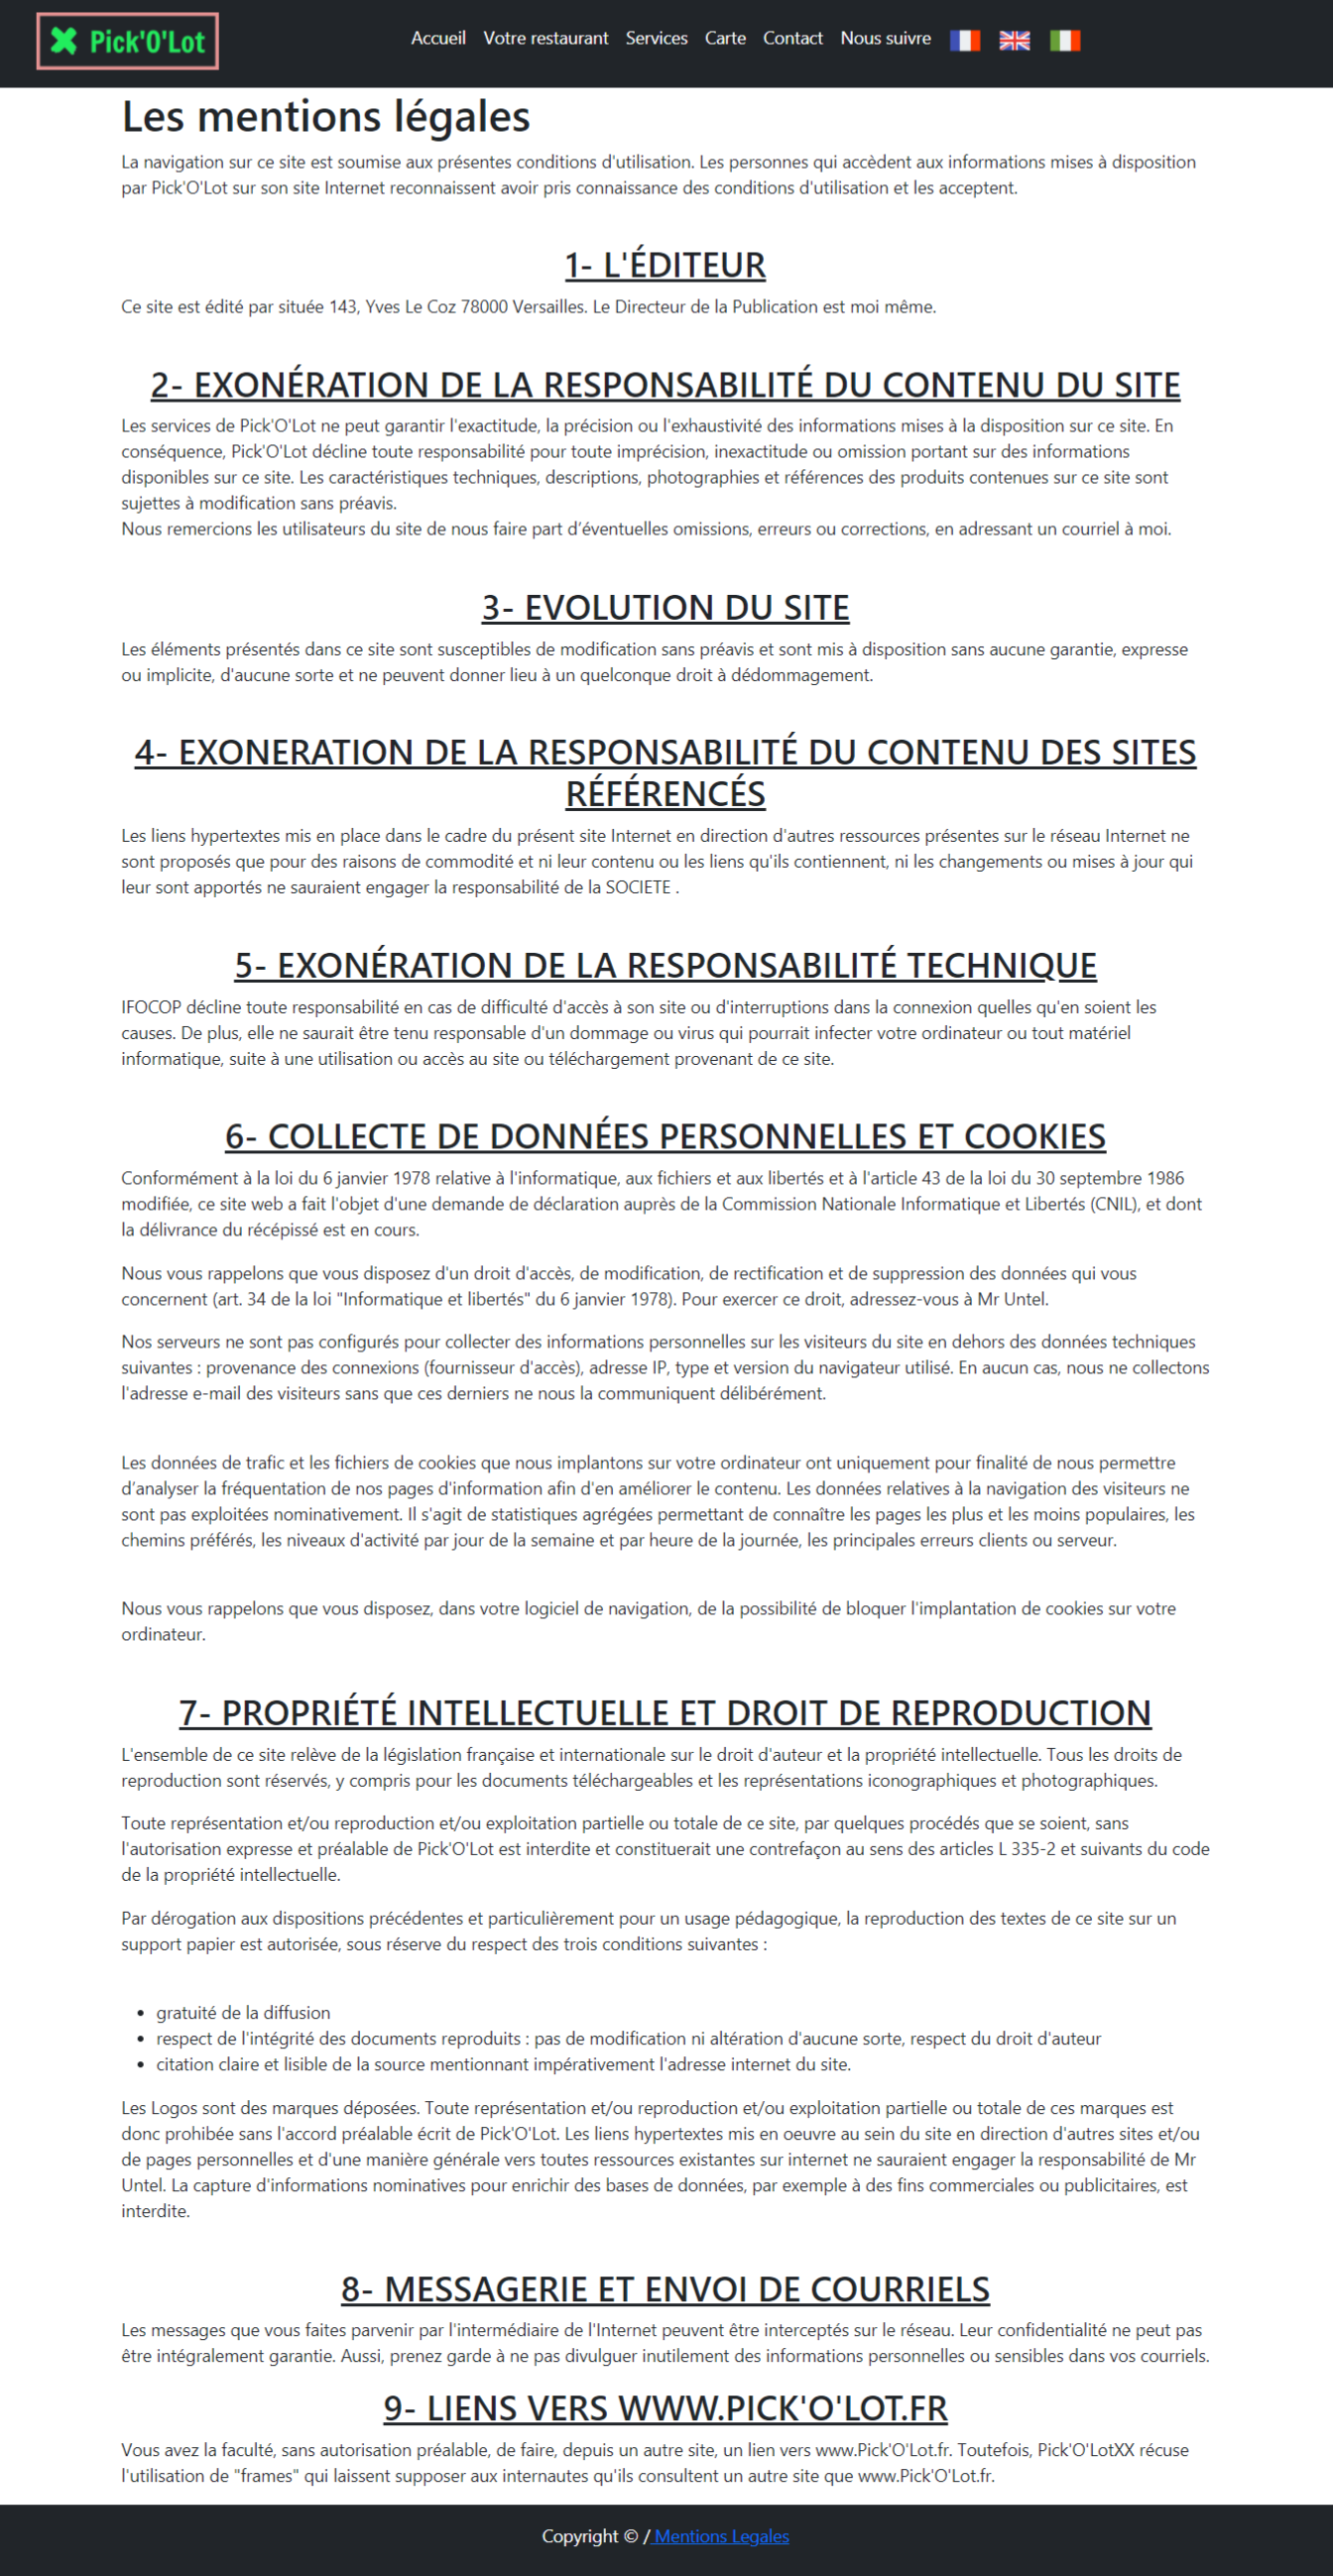 Pick'O'Lot
Accueil Votre restaurant Services Carte Contact Nous suivre
Les mentions légales
La navigation sur ce site est soumise aux présentes conditions d'utilisation. Les personnes qui accèdent aux informations mises à disposition
par Pick'O'Lot sur son site Internet reconnaissent avoir pris connaissance des conditions d'utilisation et les acceptent.
1- L'ÉDITEUR
Ce site est édité par située 143, Yves Le Coz 78000 Versailles. Le Directeur de la Publication est moi même.
2- EXONÉRATION DE LA RESPONSABILITÉ DU CONTENU DU SITE
Les services de Pick'O'Lot ne peut garantir l'exactitude, la précision ou l'exhaustivité des informations mises à la disposition sur ce site. En
conséquence, Pick'O'Lot décline toute responsabilité pour toute imprécision, inexactitude ou omission portant sur des informations
disponibles sur ce site. Les caractéristiques techniques, descriptions, photographies et références des produits contenues sur ce site sont
sujettes à modification sans préavis.
Nous remercions les utilisateurs du site de nous faire part d’éventuelles omissions, erreurs ou corrections, en adressant un courriel à moi.
3- EVOLUTION DU SITE
Les éléments présentés dans ce site sont susceptibles de modification sans préavis et sont mis à disposition sans aucune garantie, expresse
ou implicite, d'aucune sorte et ne peuvent donner lieu à un quelconque droit à dédommagement.
4- EXONERATION DE LA RESPONSABILITÉ DU CONTENU DES SITES
RÉFÉRENCÉS
Les liens hypertextes mis en place dans le cadre du présent site Internet en direction d'autres ressources présentes sur le réseau Internet ne
sont proposés que pour des raisons de commodité et ni leur contenu ou les liens qu'ils contiennent, ni les changements ou mises à jour qui
leur sont apportés ne sauraient engager la responsabilité de la SOCIETE .
5- EXONÉRATION DE LA RESPONSABILITÉ TECHNIQUE
IFOCOP décline toute responsabilité en cas de difficulté d'accès à son site ou d'interruptions dans la connexion quelles qu'en soient les
causes. De plus, elle ne saurait être tenu responsable d'un dommage ou virus qui pourrait infecter votre ordinateur ou tout matériel
informatique, suite à une utilisation ou accès au site ou téléchargement provenant de ce site.
6- COLLECTE DE DONNÉES PERSONNELLES ET COOKIES
Conformément à la loi du 6 janvier 1978 relative à l'informatique, aux fichiers et aux libertés et à l'article 43 de la loi du 30 septembre 1986
modifiée, ce site web a fait l'objet d'une demande de déclaration auprès de la Commission Nationale Informatique et Libertés (CNIL), et dont
la délivrance du récépissé est en cours.
Nous vous rappelons que vous disposez d'un droit d'accès, de modification, de rectification et de suppression des données qui vous
concernent (art. 34 de la loi "Informatique et libertés" du 6 janvier 1978). Pour exercer ce droit, adressez-vous à Mr Untel.
Nos serveurs ne sont pas configurés pour collecter des informations personnelles sur les visiteurs du site en dehors des données techniques
suivantes : provenance des connexions (fournisseur d'accès), adresse IP, type et version du navigateur utilisé. En aucun cas, nous ne collectons
l'adresse e-mail des visiteurs sans que ces derniers ne nous la communiquent délibérément.
Les données de trafic et les fichiers de cookies que nous implantons sur votre ordinateur ont uniquement pour finalité de nous permettre
d’analyser la fréquentation de nos pages d'information afin d'en améliorer le contenu. Les données relatives à la navigation des visiteurs ne
sont pas exploitées nominativement. Il s'agit de statistiques agrégées permettant de connaître les pages les plus et les moins populaires, les
chemins préférés, les niveaux d'activité par jour de la semaine et par heure de la journée, les principales erreurs clients ou serveur.
Nous vous rappelons que vous disposez, dans votre logiciel de navigation, de la possibilité de bloquer l'implantation de cookies sur votre
ordinateur.
7- PROPRIÉTÉ INTELLECTUELLE ET DROIT DE REPRODUCTION
L'ensemble de ce site relève de la législation française et internationale sur le droit d'auteur et la propriété intellectuelle. Tous les droits de
reproduction sont réservés, y compris pour les documents téléchargeables et les représentations iconographiques et photographiques.
Toute représentation et/ou reproduction et/ou exploitation partielle ou totale de ce site, par quelques procédés que se soient, sans
l'autorisation expresse et préalable de Pick'O'Lot est interdite et constituerait une contrefaçon au sens des articles L 335-2 et suivants du code
de la propriété intellectuelle.
Par dérogation aux dispositions précédentes et particulièrement pour un usage pédagogique, la reproduction des textes de ce site sur un
support papier est autorisée, sous réserve du respect des trois conditions suivantes :
• gratuité de la diffusion
• respect de l'intégrité des documents reproduits : pas de modification ni altération d'aucune sorte, respect du droit d'auteur
• citation claire et lisible de la source mentionnant impérativement l'adresse internet du site.
Les Logos sont des marques déposées. Toute représentation et/ou reproduction et/ou exploitation partielle ou totale de ces marques est
donc prohibée sans l'accord préalable écrit de Pick'O'Lot. Les liens hypertextes mis en oeuvre au sein du site en direction d'autres sites et/ou
de pages personnelles et d'une manière générale vers toutes ressources existantes sur internet ne sauraient engager la responsabilité de Mr
Untel. La capture d'informations nominatives pour enrichir des bases de données, par exemple à des fins commerciales ou publicitaires, est
interdite.
8- MESSAGERIE ET ENVOI DE COURRIELS
Les messages que vous faites parvenir par l'intermédiaire de l'Internet peuvent être interceptés sur le réseau. Leur confidentialité ne peut pas
être intégralement garantie. Aussi, prenez garde à ne pas divulguer inutilement des informations personnelles ou sensibles dans vos courriels.
9- LIENS VERS WWW.PICK'O'LOT.FR
Vous avez la faculté, sans autorisation préalable, de faire, depuis un autre site, un lien vers www.Pick'O'Lot.fr. Toutefois, Pick'O'LotXX récuse
l'utilisation de "frames" qui laissent supposer aux internautes qu'ils consultent un autre site que www.Pick'O'Lot.fr.
Copyright © / Mentions Legales